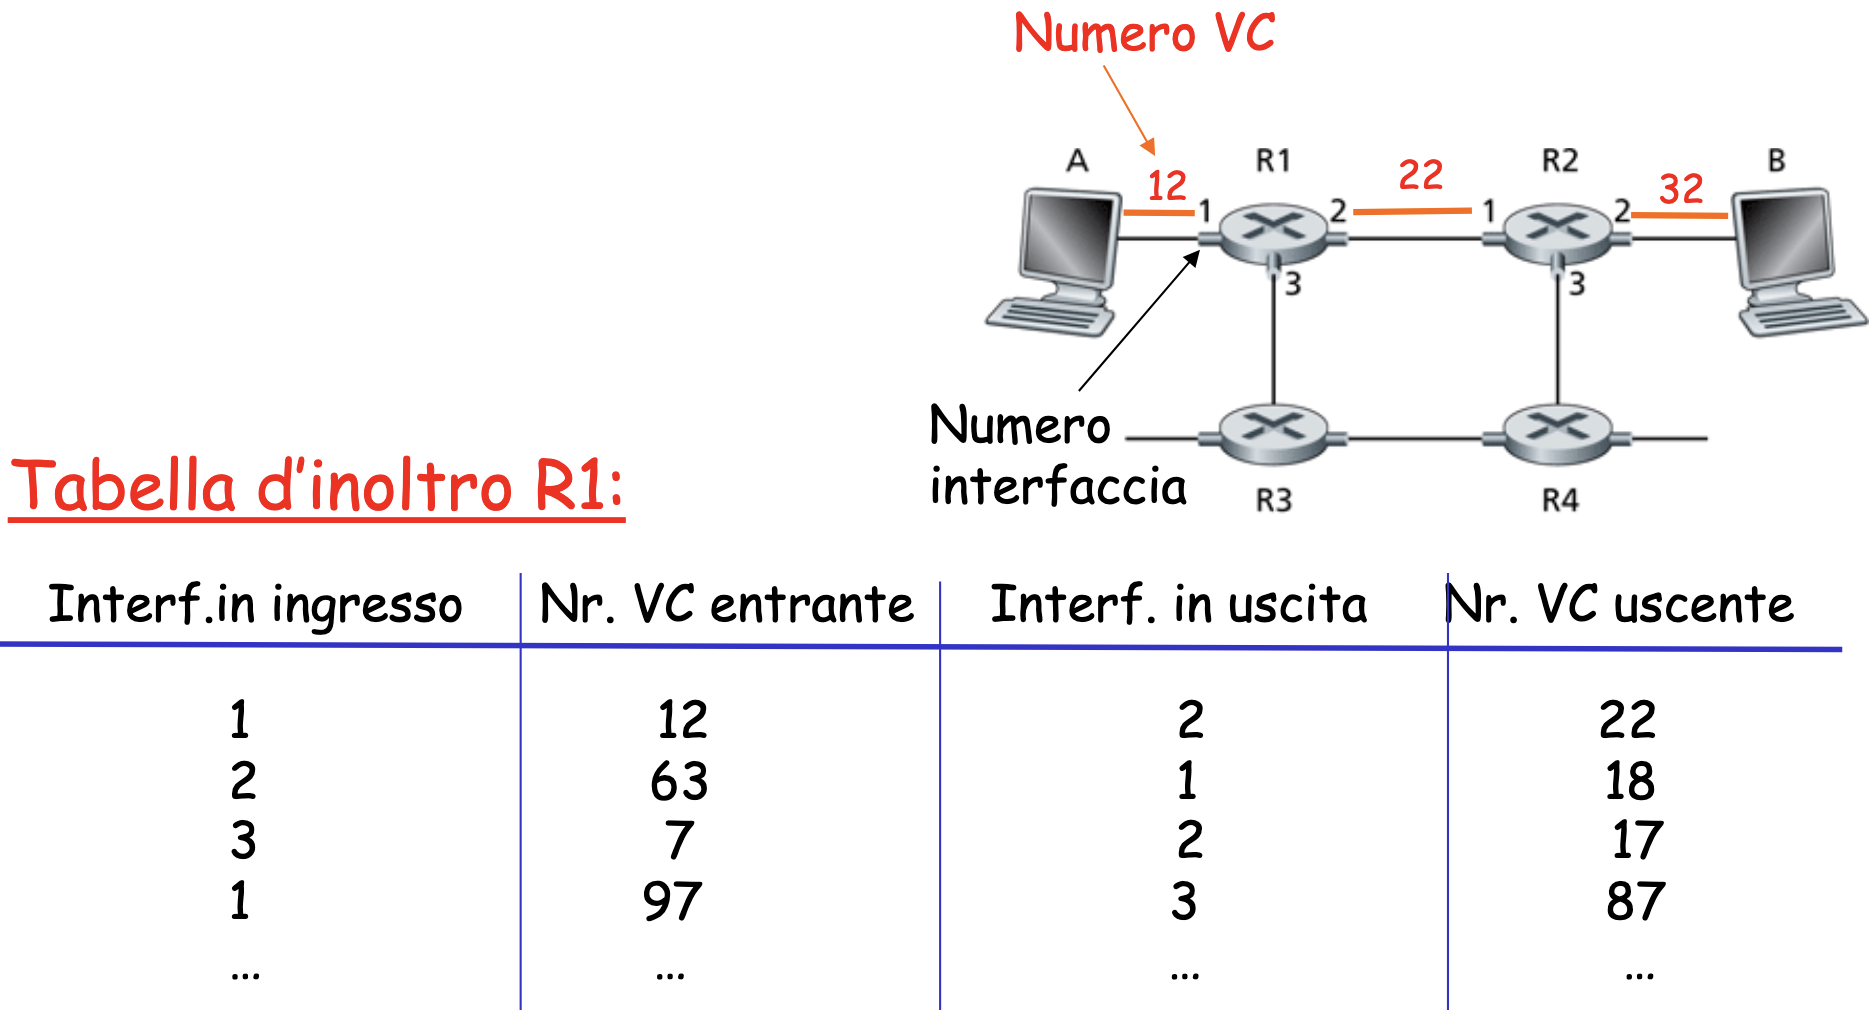 Numero VC
A
R1
R2
B
12
22
32
1
2
1
2
3
3
Numero
interfaccia
R3
R4
Tabella d’inoltro R1:
Interf.in ingresso Nr. VC entrante Interf. in uscita Nr. VC uscente
1 12 2 22
2 63 1 18
3 7 2 17
1 97 3 87
… … … …